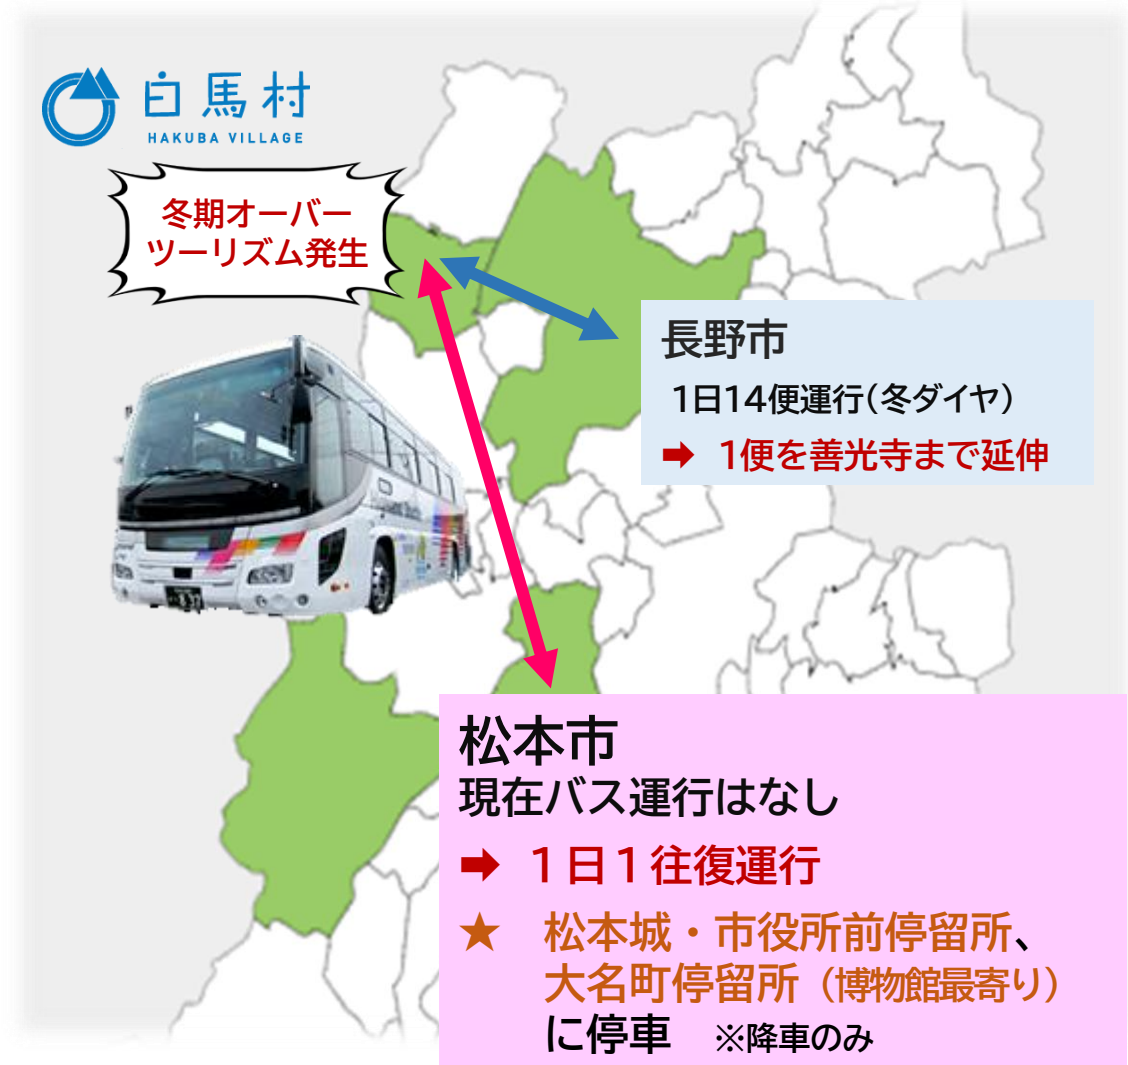 白馬村
HAKUBA VILLAGE
冬期オーバー
ツーリズム発生
長野市
1日14便運行(冬ダイヤ)
➡ 1便を善光寺まで延伸
松本市
現在バス運行はなし
➡ １日１往復運行
★ 松本城・市役所前停留所、
大名町停留所（博物館最寄り）
に停車 ※降車のみ